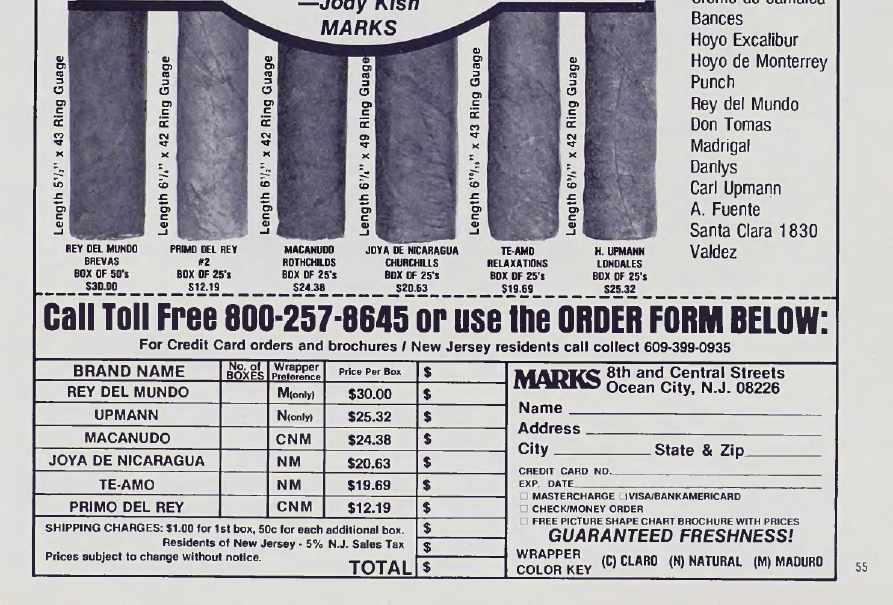 —Jody Kish
MARKS
Bances
Hoyo Excalibur
Hoyo de Monterrey
Punch
Rey del Mundo
Don Tomas
Madrigal
Danlys
Carl Upmann
A. Fuente
Santa Clara 1830
Valdez
Length 5½" x 43 Ring Guage
REY DEL MUNDO
BREVAS
BOX OF 50's
$30.00
Length 6¼" x 42 Ring Guage
PRIMO DEL REY
#2
BOX OF 25's
$12.19
Length 6½" x 42 Ring Guage
MACANUDO
ROTHCHILDS
BOX OF 25's
$24.38
Length 6⅞" x 49 Ring Guage
JOYA DE NICARAGUA
CHURCHILLS
BOX OF 25's
$20.63
x 43 Ring Guage
TE-AMO
RELAXATIONS
BOX OF 25's
$19.69
x 42 Ring Guage
H. UPMANN
LONDALES
BOX OF 25's
$25.32
Call Toll Free 800-257-8645 or use the ORDER FORM BELOW:
For Credit Card orders and brochures / New Jersey residents call collect 609-399-0935
BRAND NAME No. of BOXES Wrapper Preference Price Per Box $
REY DEL MUNDO M(only) $30.00 $
UPMANN N(only) $25.32 $
MACANUDO CNM $24.38 $
JOYA DE NICARAGUA NM $20.63 $
TE-AMO NM $19.69 $
PRIMO DEL REY CNM $12.19 $
SHIPPING CHARGES: $1.00 for 1st box, 50c for each additional box. $
Residents of New Jersey - 5% N.J. Sales Tax $
Prices subject to change without notice.
TOTAL $
MARKS 8th and Central Streets
Ocean City, N.J. 08226
Name
Address
City State & Zip
CREDIT CARD NO.
EXP. DATE
□ MASTERCHARGE □ VISA/BANKAMERICARD
□ CHECK/MONEY ORDER
□ FREE PICTURE SHAPE CHART BROCHURE WITH PRICES
GUARANTEED FRESHNESS!
WRAPPER
COLOR KEY (C) CLARO (N) NATURAL (M) MADURO
55